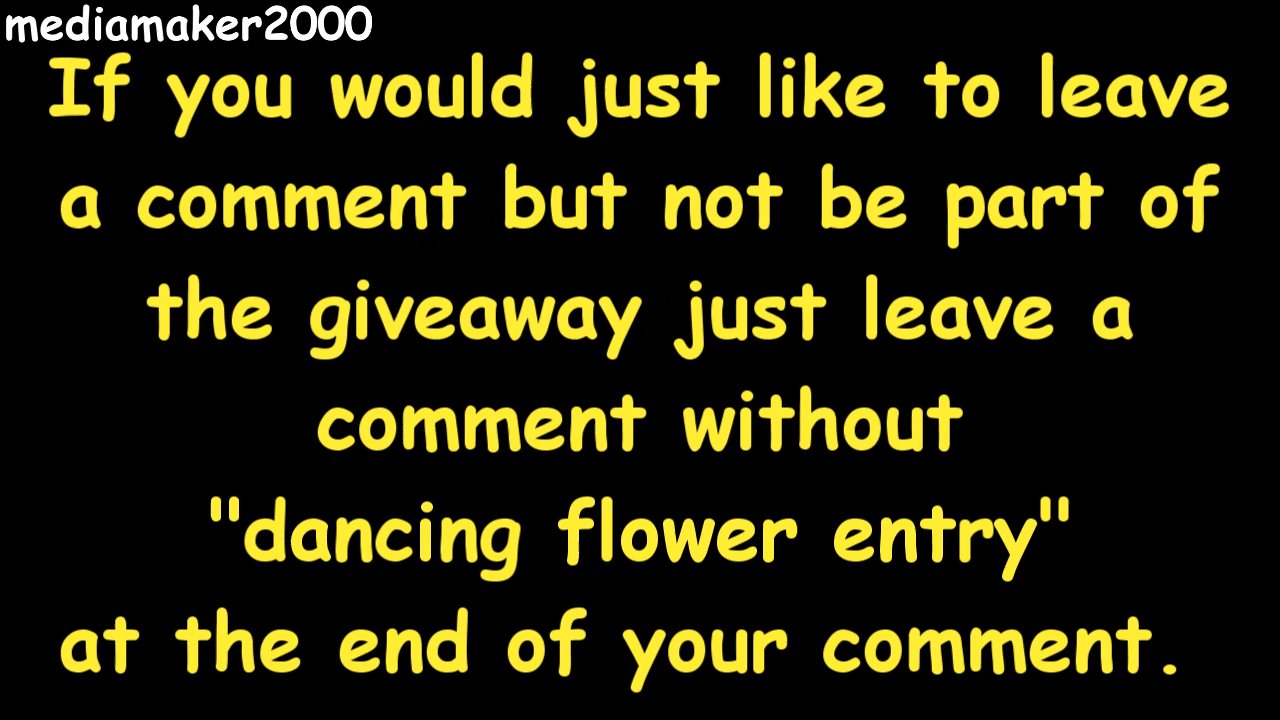 mediamaker2000
If you would just like to leave
a comment but not be part of
the giveaway just leave a
comment without
"dancing flower entry"
at the end of your comment.